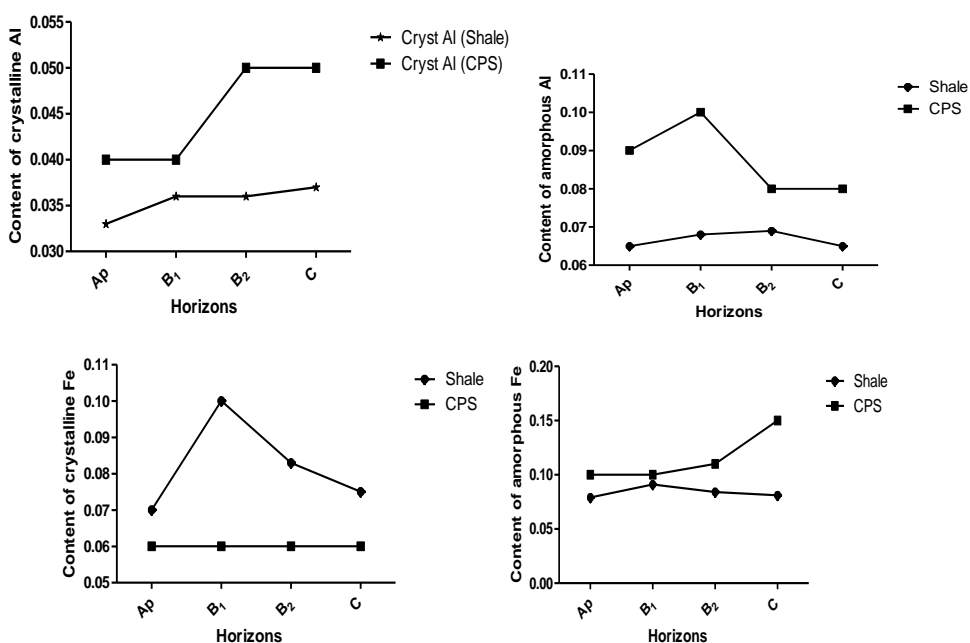 Content of crystalline Al
0.055
0.050
0.045
0.040
0.035
0.030
Ap
B₁
B₂
C
Horizons
Cryst Al (Shale)
Cryst Al (CPS)
Content of amorphous Al
0.11
0.10
0.09
0.08
0.07
0.06
Ap
B₁
B₂
C
Horizons
Shale
CPS
Content of crystalline Fe
0.11
0.10
0.09
0.08
0.07
0.06
0.05
Ap
B₁
B₂
C
Horizons
Shale
CPS
Content of amorphous Fe
0.20
0.15
0.10
0.05
0.00
Ap
B₁
B₂
C
Horizons
Shale
CPS